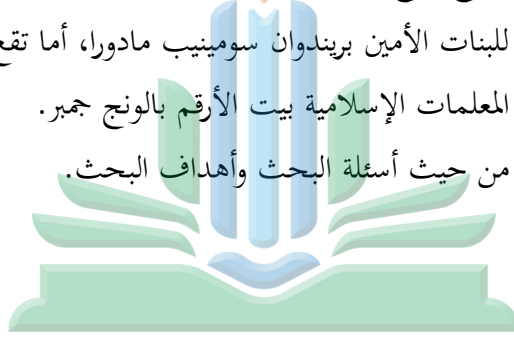 للبنات الأمين بريندوان سومينيب مادورا، أما تقع
المعلمات الإسلامية بيت الأرقم بالونج جمبر.
من حيث أسئلة البحث وأهداف البحث.